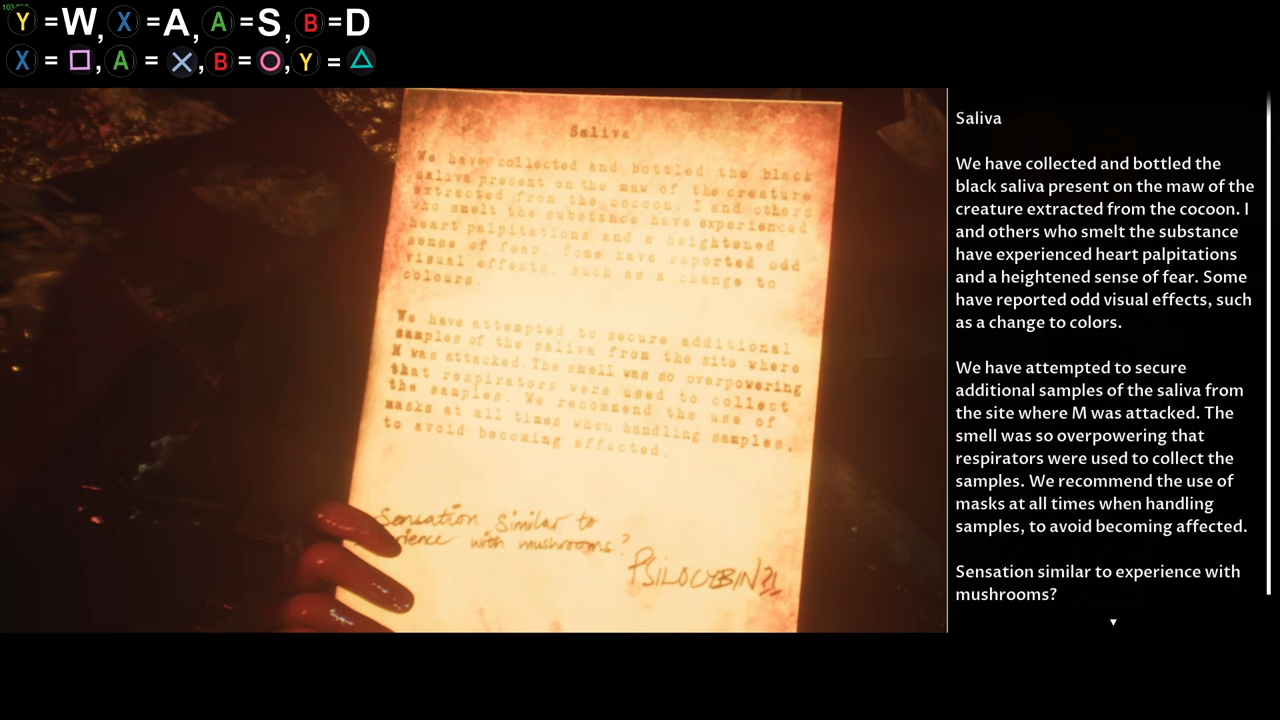 103
Y =W, X =A, A =S, B=D
X = □, A = ✕, B= ○, Y = △
Saliva
We have collected and bottled the black
saliva present on the maw of the creature
extracted from the cocoon. I and others
who smelt the substance have experienced
heart palpitations and a heightened
sense of fear. Some have reported odd
visual effects, such as a change to
colours.
We have attempted to secure additional
samples of the saliva from the site where
M was attacked. The smell was so overpowering
that respirators were used to collect
the samples. We recommend the use of
masks at all times when handling samples,
to avoid becoming affected.
Sensation similar to
rience with mushrooms?
PSILOCYBIN?!
Saliva
We have collected and bottled the
black saliva present on the maw of the
creature extracted from the cocoon. I
and others who smelt the substance
have experienced heart palpitations
and a heightened sense of fear. Some
have reported odd visual effects, such
as a change to colors.
We have attempted to secure
additional samples of the saliva from
the site where M was attacked. The
smell was so overpowering that
respirators were used to collect the
samples. We recommend the use of
masks at all times when handling
samples, to avoid becoming affected.
Sensation similar to experience with
mushrooms?